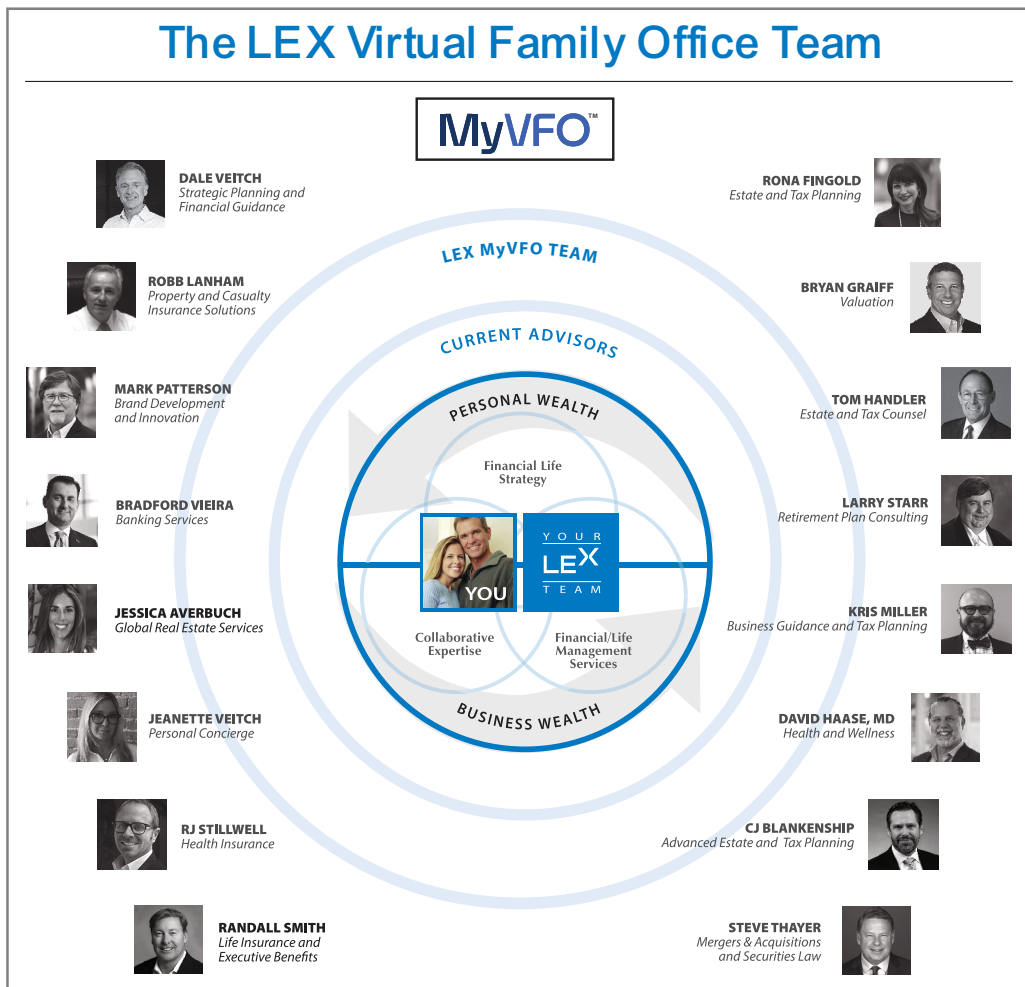 The LEX Virtual Family Office Team
MyVFO™
DALE VEITCH
Strategic Planning and
Financial Guidance
ROBB LANHAM
Property and Casualty
Insurance Solutions
MARK PATTERSON
Brand Development
and Innovation
BRADFORD VIEIRA
Banking Services
JESSICA AVERBUCH
Global Real Estate Services
JEANETTE VEITCH
Personal Concierge
RJ STILLWELL
Health Insurance
RANDALL SMITH
Life Insurance and
Executive Benefits
LEX MyVFO TEAM
CURRENT ADVISORS
PERSONAL WEALTH
Financial Life
Strategy
YOU
YOUR
LEX
TEAM
Collaborative
Expertise
Financial/Life
Management
Services
BUSINESS WEALTH
RONA FINGOLD
Estate and Tax Planning
BRYAN GRAIFF
Valuation
TOM HANDLER
Estate and Tax Counsel
LARRY STARR
Retirement Plan Consulting
KRIS MILLER
Business Guidance and Tax Planning
DAVID HAASE, MD
Health and Wellness
CJ BLANKENSHIP
Advanced Estate and Tax Planning
STEVE THAYER
Mergers & Acquisitions
and Securities Law